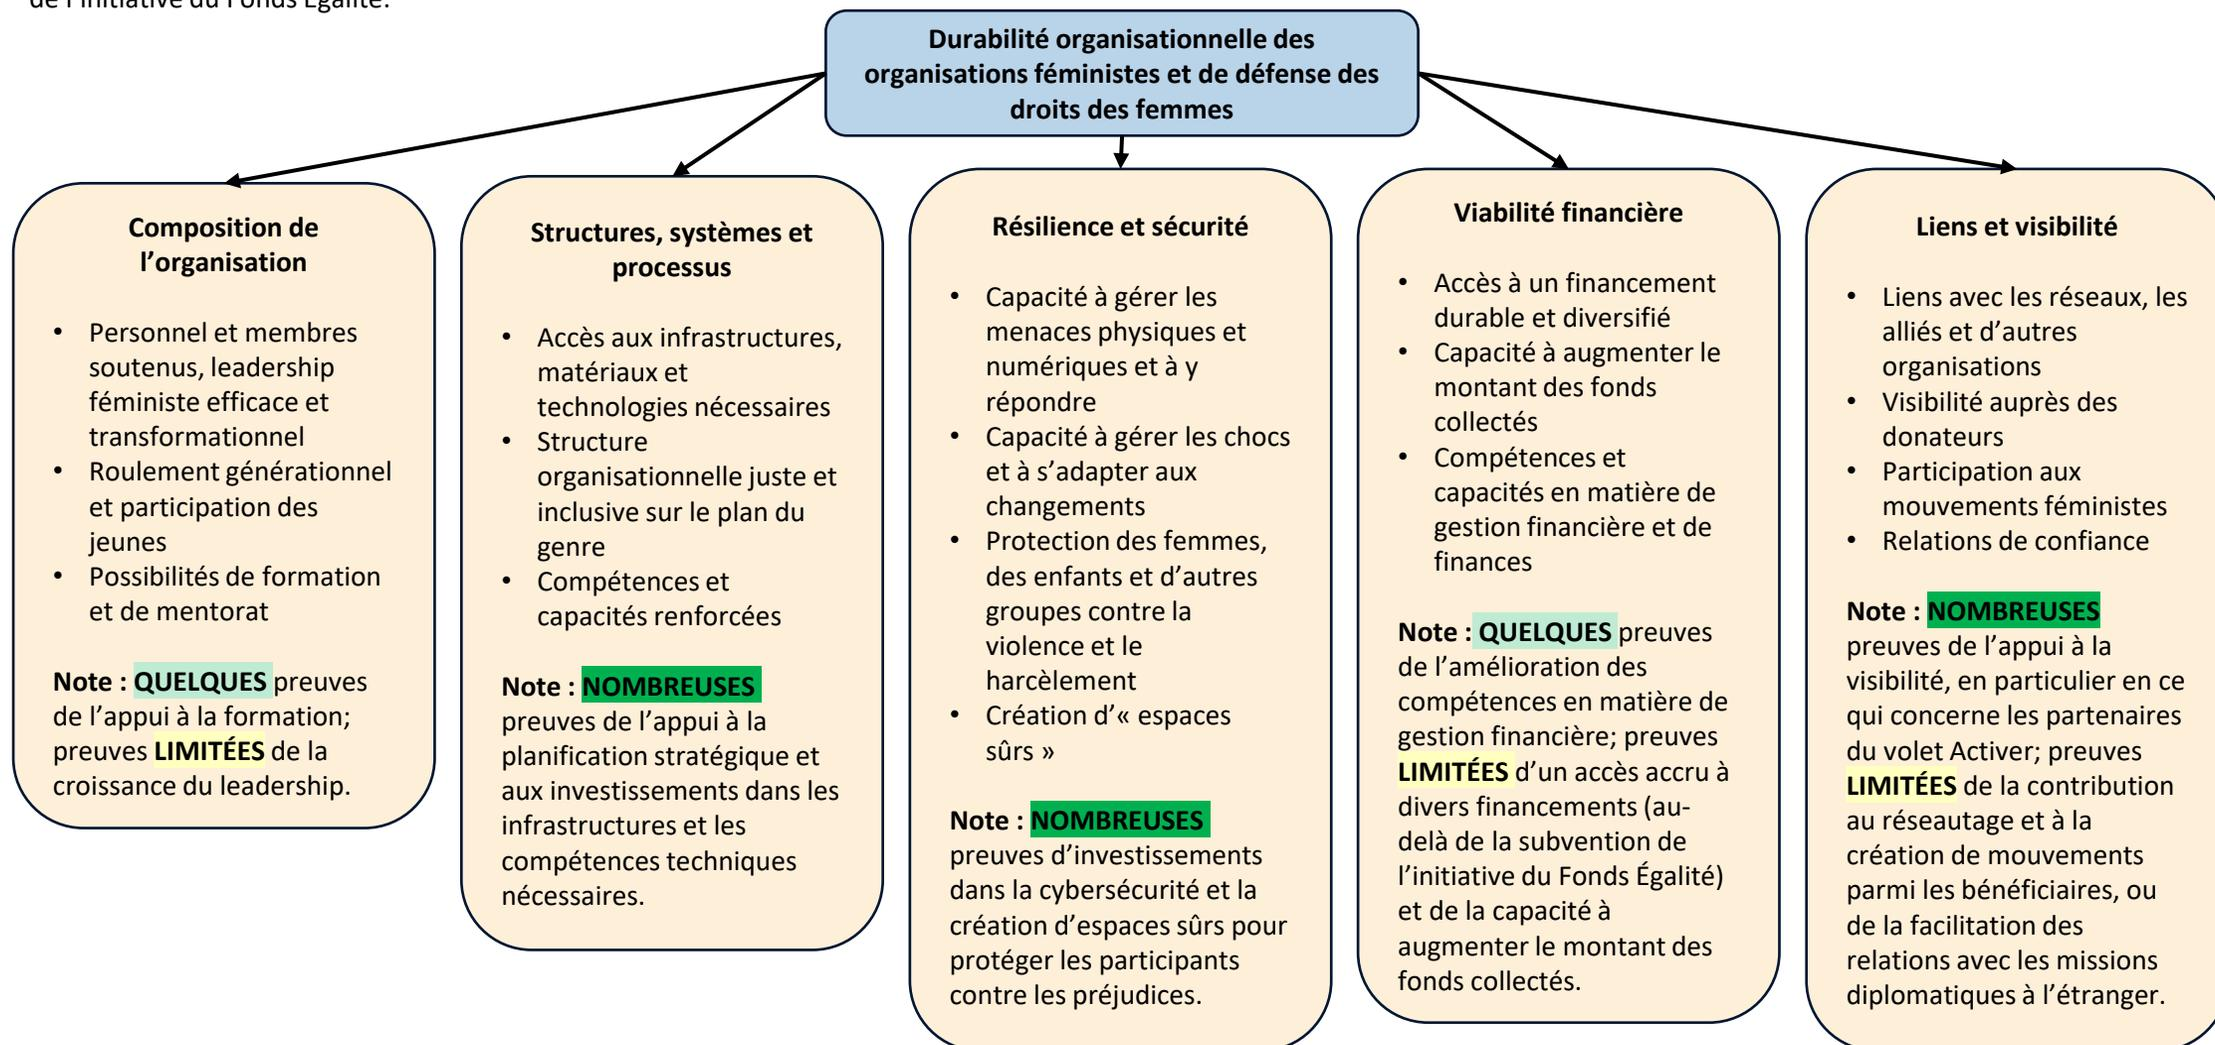 de l'initiative du Fonds Égalité.
Durabilité organisationnelle des
organisations féministes et de défense des
droits des femmes
Composition de
l’organisation
• Personnel et membres
soutenus, leadership
féministe efficace et
transformationnel
• Roulement générationnel
et participation des
jeunes
• Possibilités de formation
et de mentorat
Note : QUELQUES preuves
de l’appui à la formation;
preuves LIMITÉES de la
croissance du leadership.
Structures, systèmes et
processus
• Accès aux infrastructures,
matériaux et
technologies nécessaires
• Structure
organisationnelle juste et
inclusive sur le plan du
genre
• Compétences et
capacités renforcées
Note : NOMBREUSES
preuves de l’appui à la
planification stratégique et
aux investissements dans les
infrastructures et les
compétences techniques
nécessaires.
Résilience et sécurité
• Capacité à gérer les
menaces physiques et
numériques et à y
répondre
• Capacité à gérer les chocs
et à s’adapter aux
changements
• Protection des femmes,
des enfants et d’autres
groupes contre la
violence et le
harcèlement
• Création d’« espaces
sûrs »
Note : NOMBREUSES
preuves d’investissements
dans la cybersécurité et la
création d’espaces sûrs pour
protéger les participants
contre les préjudices.
Viabilité financière
• Accès à un financement
durable et diversifié
• Capacité à augmenter le
montant des fonds
collectés
• Compétences et
capacités en matière de
gestion financière et de
finances
Note : QUELQUES preuves
de l’amélioration des
compétences en matière de
gestion financière; preuves
LIMITÉES d’un accès accru à
divers financements (au-
delà de la subvention de
l’initiative du Fonds Égalité)
et de la capacité à
augmenter le montant des
fonds collectés.
Liens et visibilité
• Liens avec les réseaux, les
alliés et d’autres
organisations
• Visibilité auprès des
donateurs
• Participation aux
mouvements féministes
• Relations de confiance
Note : NOMBREUSES
preuves de l’appui à la
visibilité, en particulier en ce
qui concerne les partenaires
du volet Activer; preuves
LIMITÉES de la contribution
au réseautage et à la
création de mouvements
parmi les bénéficiaires, ou
de la facilitation des
relations avec les missions
diplomatiques à l’étranger.